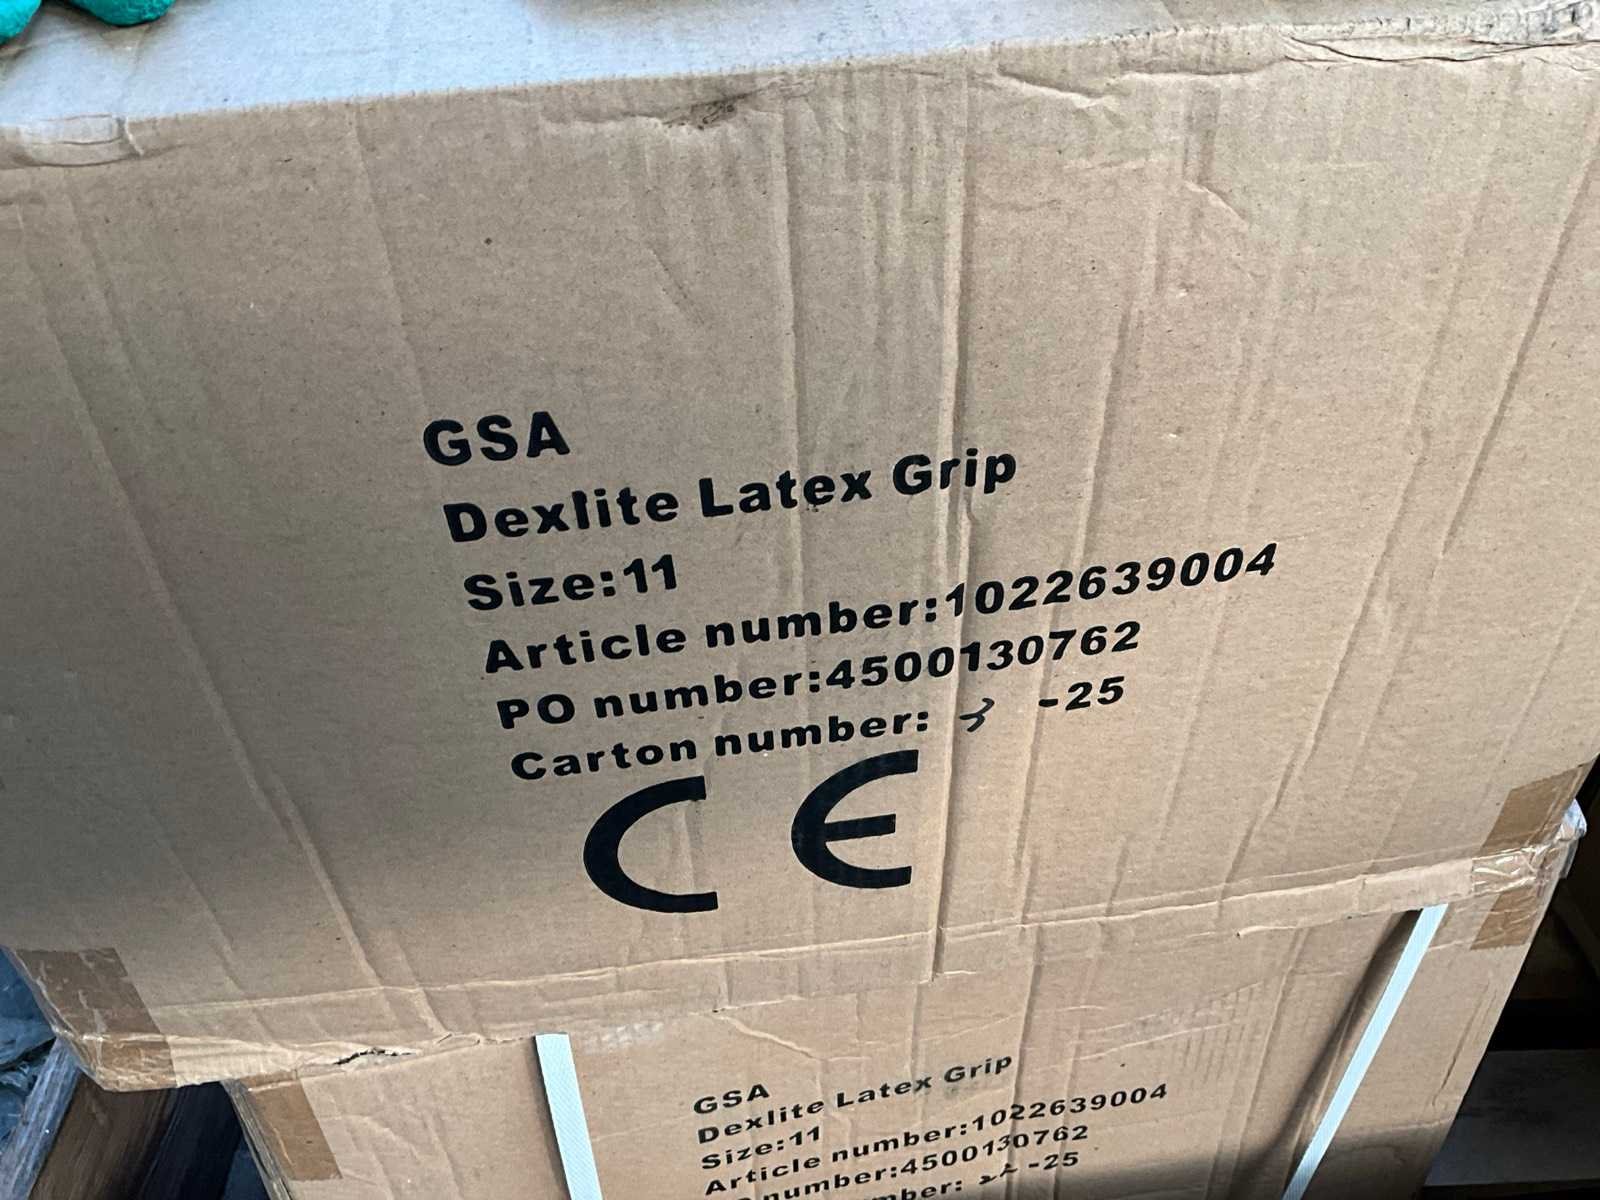 GSA
Dexlite Latex Grip
Size:11
Article number:1022639004
PO number:4500130762
Carton number: 3 -25
CE
GSA
Dexlite Latex Grip
Size:11
Article number:1022639004
number:4500130762
-25